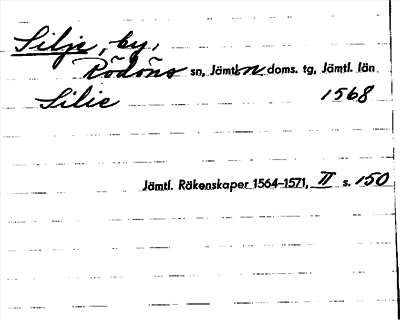 Silje, by,
Rödöns sn, Jämtl. n. doms. tg, Jämtl. län
Silie 1568
Jämtl. Räkenskaper 1564–1571, II s. 150